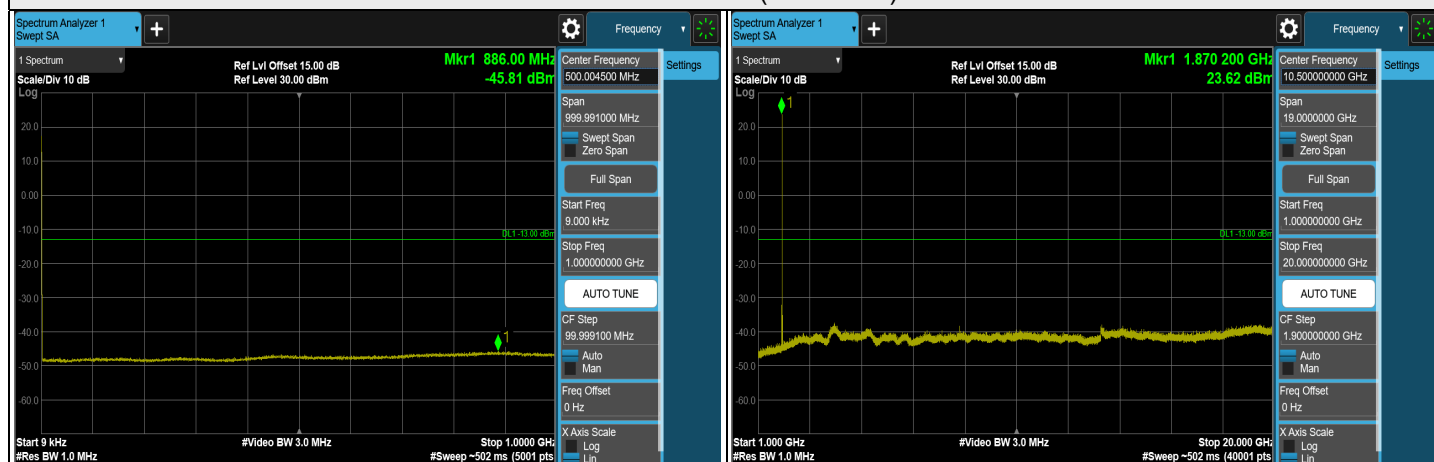 Spectrum Analyzer 1
Swept SA
Frequency
1 Spectrum
Scale/Div 10 dB
Ref Lvl Offset 15.00 dB
Ref Level 30.00 dBm
Mkr1 886.00 MHz
-45.81 dBm
Log
1
20.0
10.0
0.00
-10.0
-20.0
-30.0
-40.0
-50.0
-60.0
DL1 -13.00 dBm
1
Start 9 kHz
#Res BW 1.0 MHz
#Video BW 3.0 MHz
Stop 1.0000 GHz
#Sweep ~502 ms (5001 pts
Center Frequency
500.004500 MHz
Span
999.991000 MHz
Swept Span
Zero Span
Full Span
Start Freq
9.000 kHz
Stop Freq
1.000000000 GHz
AUTO TUNE
CF Step
99.999100 MHz
Auto
Man
Freq Offset
0 Hz
X Axis Scale
Log
Lin
Settings
Spectrum Analyzer 1
Swept SA
Frequency
1 Spectrum
Scale/Div 10 dB
Ref Lvl Offset 15.00 dB
Ref Level 30.00 dBm
Mkr1 1.870 200 GHz
23.62 dBm
Log
1
20.0
10.0
0.00
-10.0
-20.0
-30.0
-40.0
-50.0
-60.0
DL1 -13.00 dBm
Start 1.000 GHz
#Res BW 1.0 MHz
#Video BW 3.0 MHz
Stop 20.000 GHz
#Sweep ~502 ms (40001 pts
Center Frequency
10.500000000 GHz
Span
19.0000000 GHz
Swept Span
Zero Span
Full Span
Start Freq
1.000000000 GHz
Stop Freq
20.000000000 GHz
AUTO TUNE
CF Step
1.900000000 GHz
Auto
Man
Freq Offset
0 Hz
X Axis Scale
Log
Lin
Settings